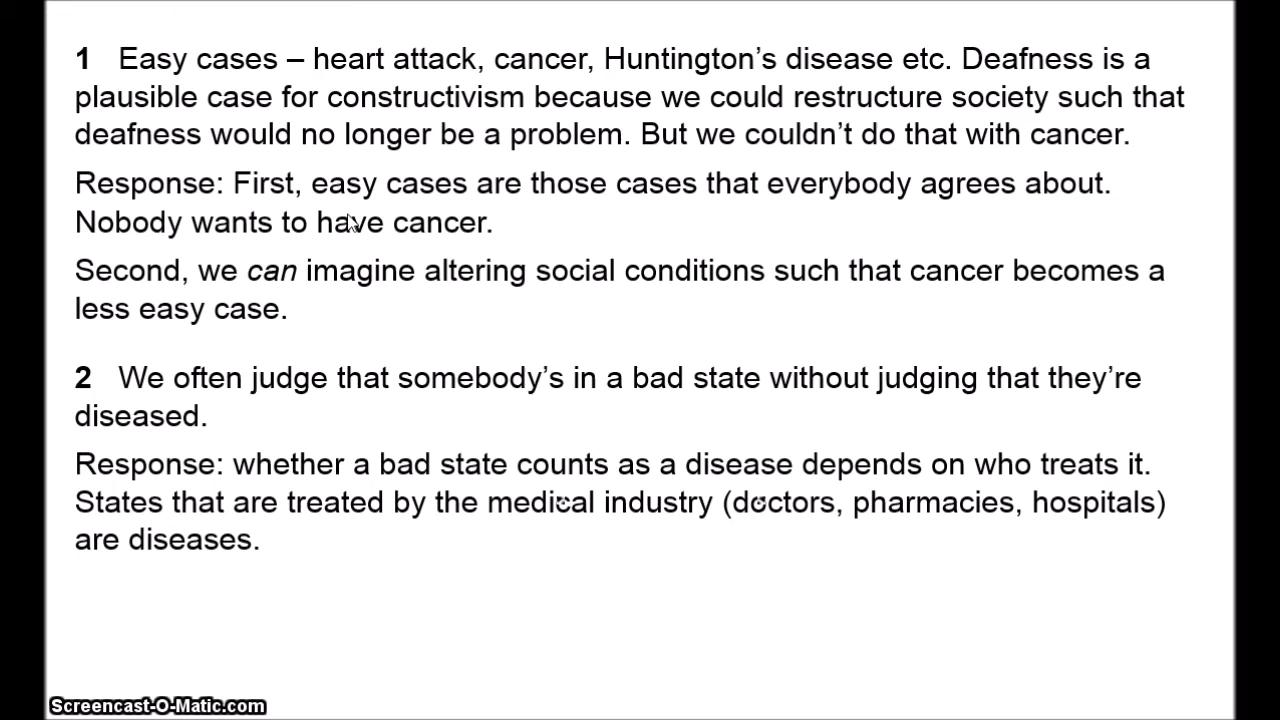 1 Easy cases – heart attack, cancer, Huntington’s disease etc. Deafness is a
plausible case for constructivism because we could restructure society such that
deafness would no longer be a problem. But we couldn’t do that with cancer.
Response: First, easy cases are those cases that everybody agrees about.
Nobody wants to have cancer.
Second, we can imagine altering social conditions such that cancer becomes a
less easy case.
2 We often judge that somebody’s in a bad state without judging that they’re
diseased.
Response: whether a bad state counts as a disease depends on who treats it.
States that are treated by the medical industry (doctors, pharmacies, hospitals)
are diseases.
Screencast-O-Matic.com